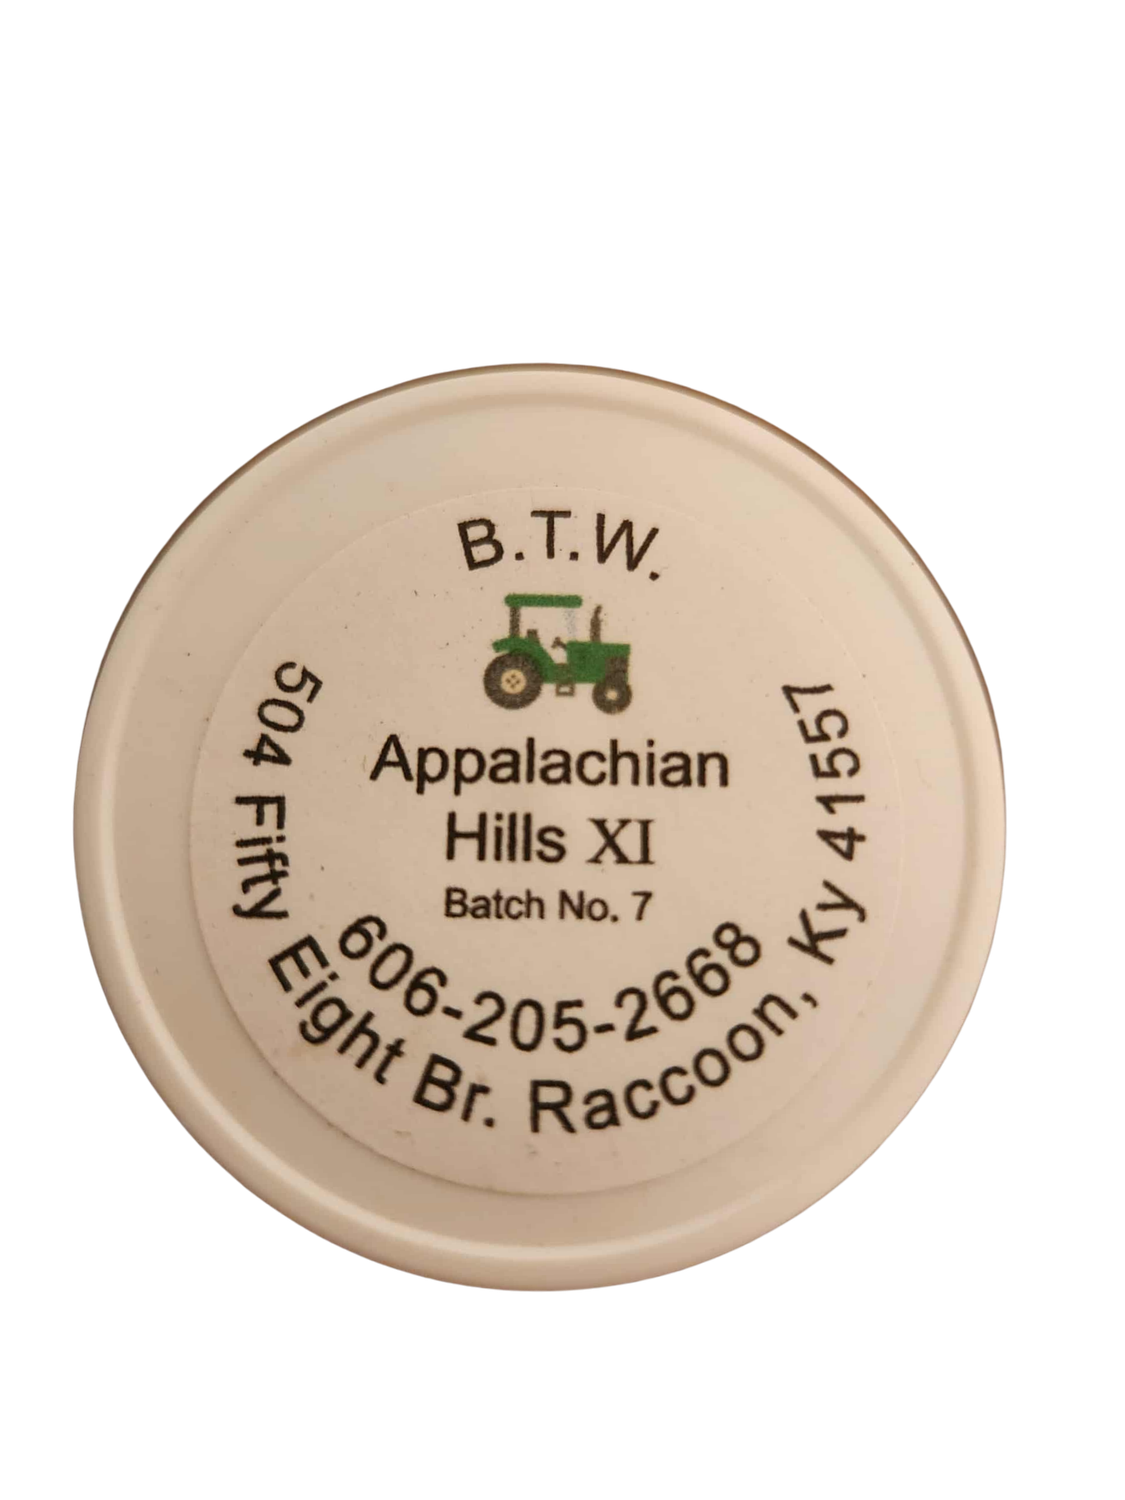 B.T.W.
Appalachian
Hills XI
Batch No. 7
606-205-2668
504 Fifty Eight Br. Raccoon, Ky 41557